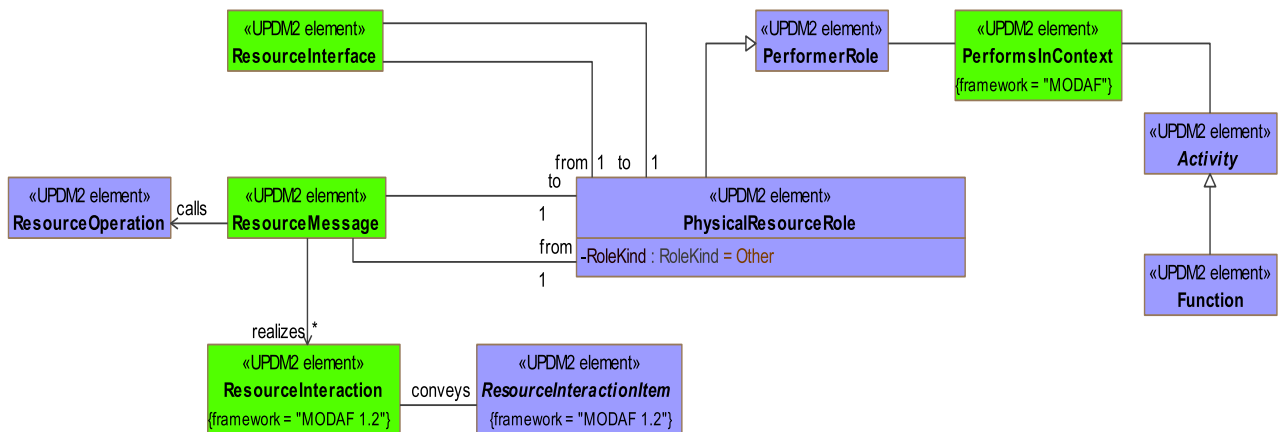 «UPDM2 element»
ResourceInterface
«UPDM2 element»
PerformerRole
«UPDM2 element»
PerformsInContext
{framework = "MODAF"}
«UPDM2 element»
Activity
from 1 to 1
to
1
«UPDM2 element»
ResourceOperation
calls
«UPDM2 element»
ResourceMessage
«UPDM2 element»
PhysicalResourceRole
-RoleKind : RoleKind = Other
from
1
«UPDM2 element»
Function
realizes *
«UPDM2 element»
ResourceInteraction
{framework = "MODAF 1.2"}
conveys
«UPDM2 element»
ResourceInteractionItem
{framework = "MODAF 1.2"}